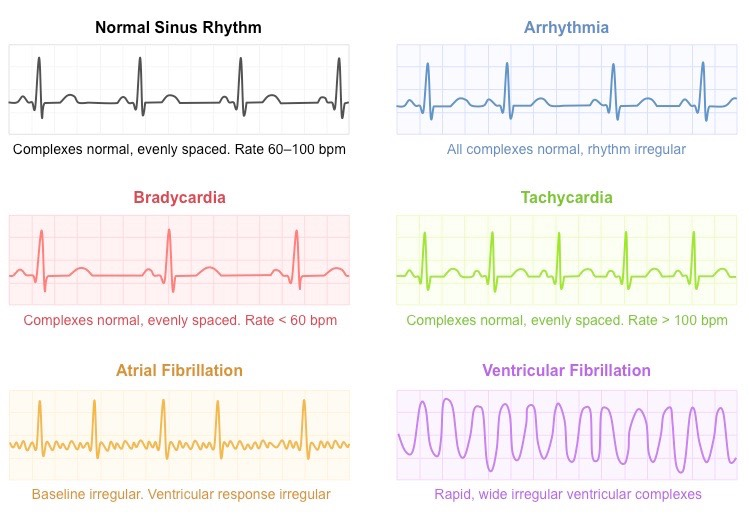 Normal Sinus Rhythm
Arrhythmia
Complexes normal, evenly spaced. Rate 60–100 bpm
All complexes normal, rhythm irregular
Bradycardia
Tachycardia
Complexes normal, evenly spaced. Rate < 60 bpm
Complexes normal, evenly spaced. Rate > 100 bpm
Atrial Fibrillation
Ventricular Fibrillation
Baseline irregular. Ventricular response irregular
Rapid, wide irregular ventricular complexes